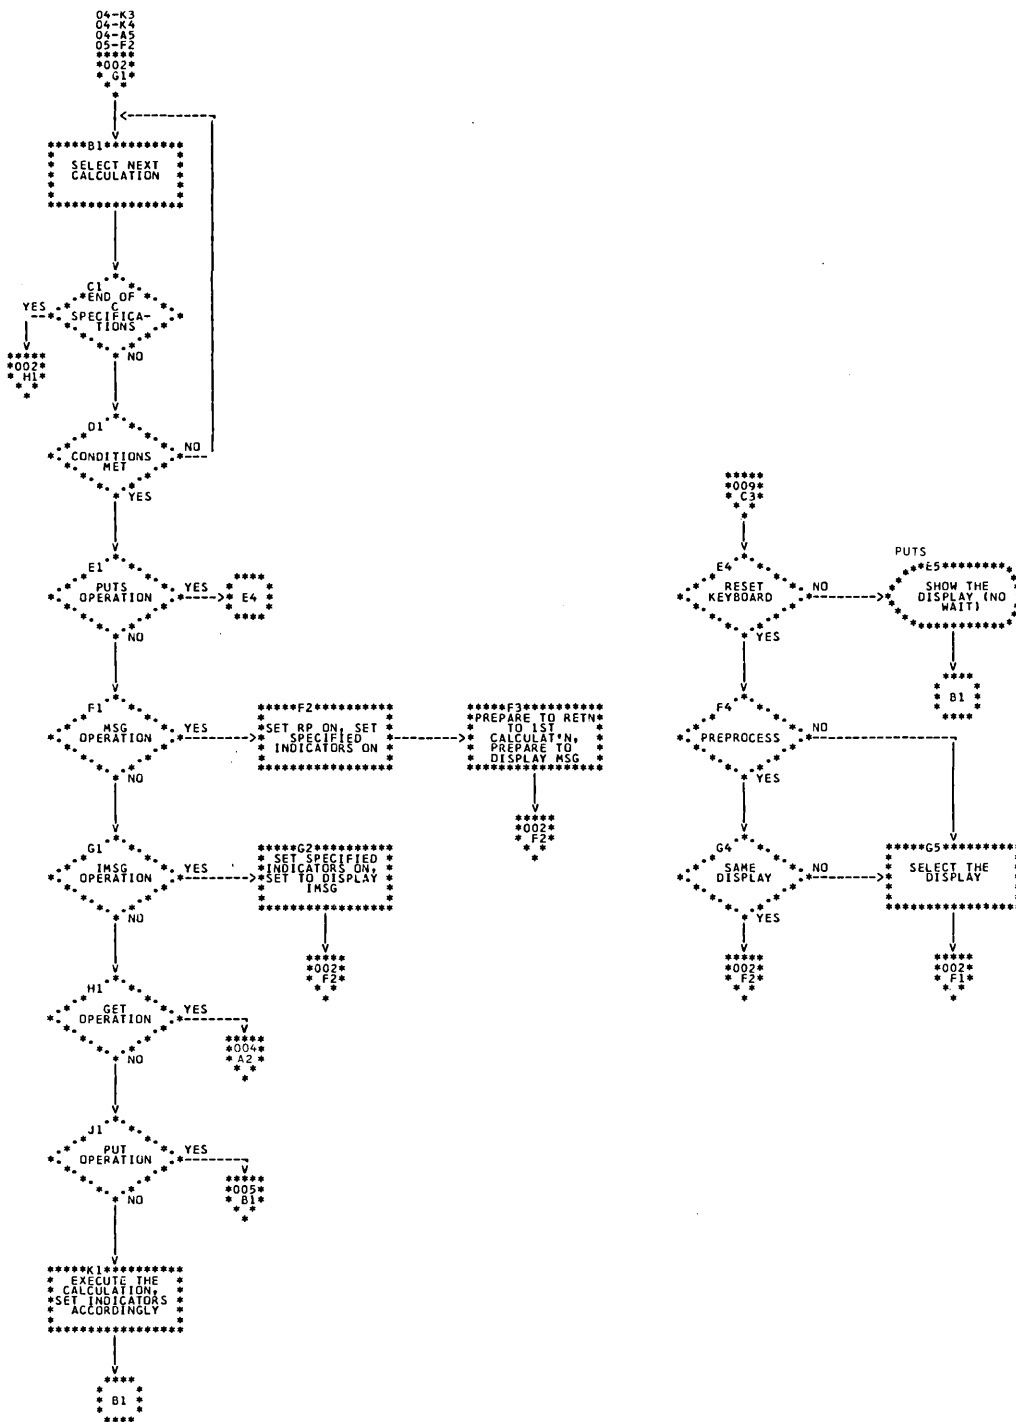 04-K3
04-K4
04-A5
05-F2
002
G1
B1
SELECT NEXT
CALCULATION
C1
END OF
C
SPECIFICA-
TIONS
YES
NO
002
H1
D1
CONDITIONS
MET
NO
YES
E1
PUTS
OPERATION
YES
E4
NO
F1
MSG
OPERATION
YES
NO
F2
SET RP ON, SET
SPECIFIED
INDICATORS ON
F3
PREPARE TO RETN
TO 1ST
CALCULAT'N,
PREPARE TO
DISPLAY MSG
002
F2
G1
IMSG
OPERATION
YES
NO
G2
SET SPECIFIED
INDICATORS ON,
SET TO DISPLAY
IMSG
002
F2
H1
GET
OPERATION
YES
NO
004
A2
J1
PUT
OPERATION
YES
NO
005
B1
K1
EXECUTE THE
CALCULATION,
SET INDICATORS
ACCORDINGLY
B1
009
C3
E4
RESET
KEYBOARD
NO
YES
PUTS
E5
SHOW THE
DISPLAY (NO
WAIT)
B1
F4
PREPROCESS
NO
YES
G4
SAME
DISPLAY
NO
YES
G5
SELECT THE
DISPLAY
002
F2
002
F1